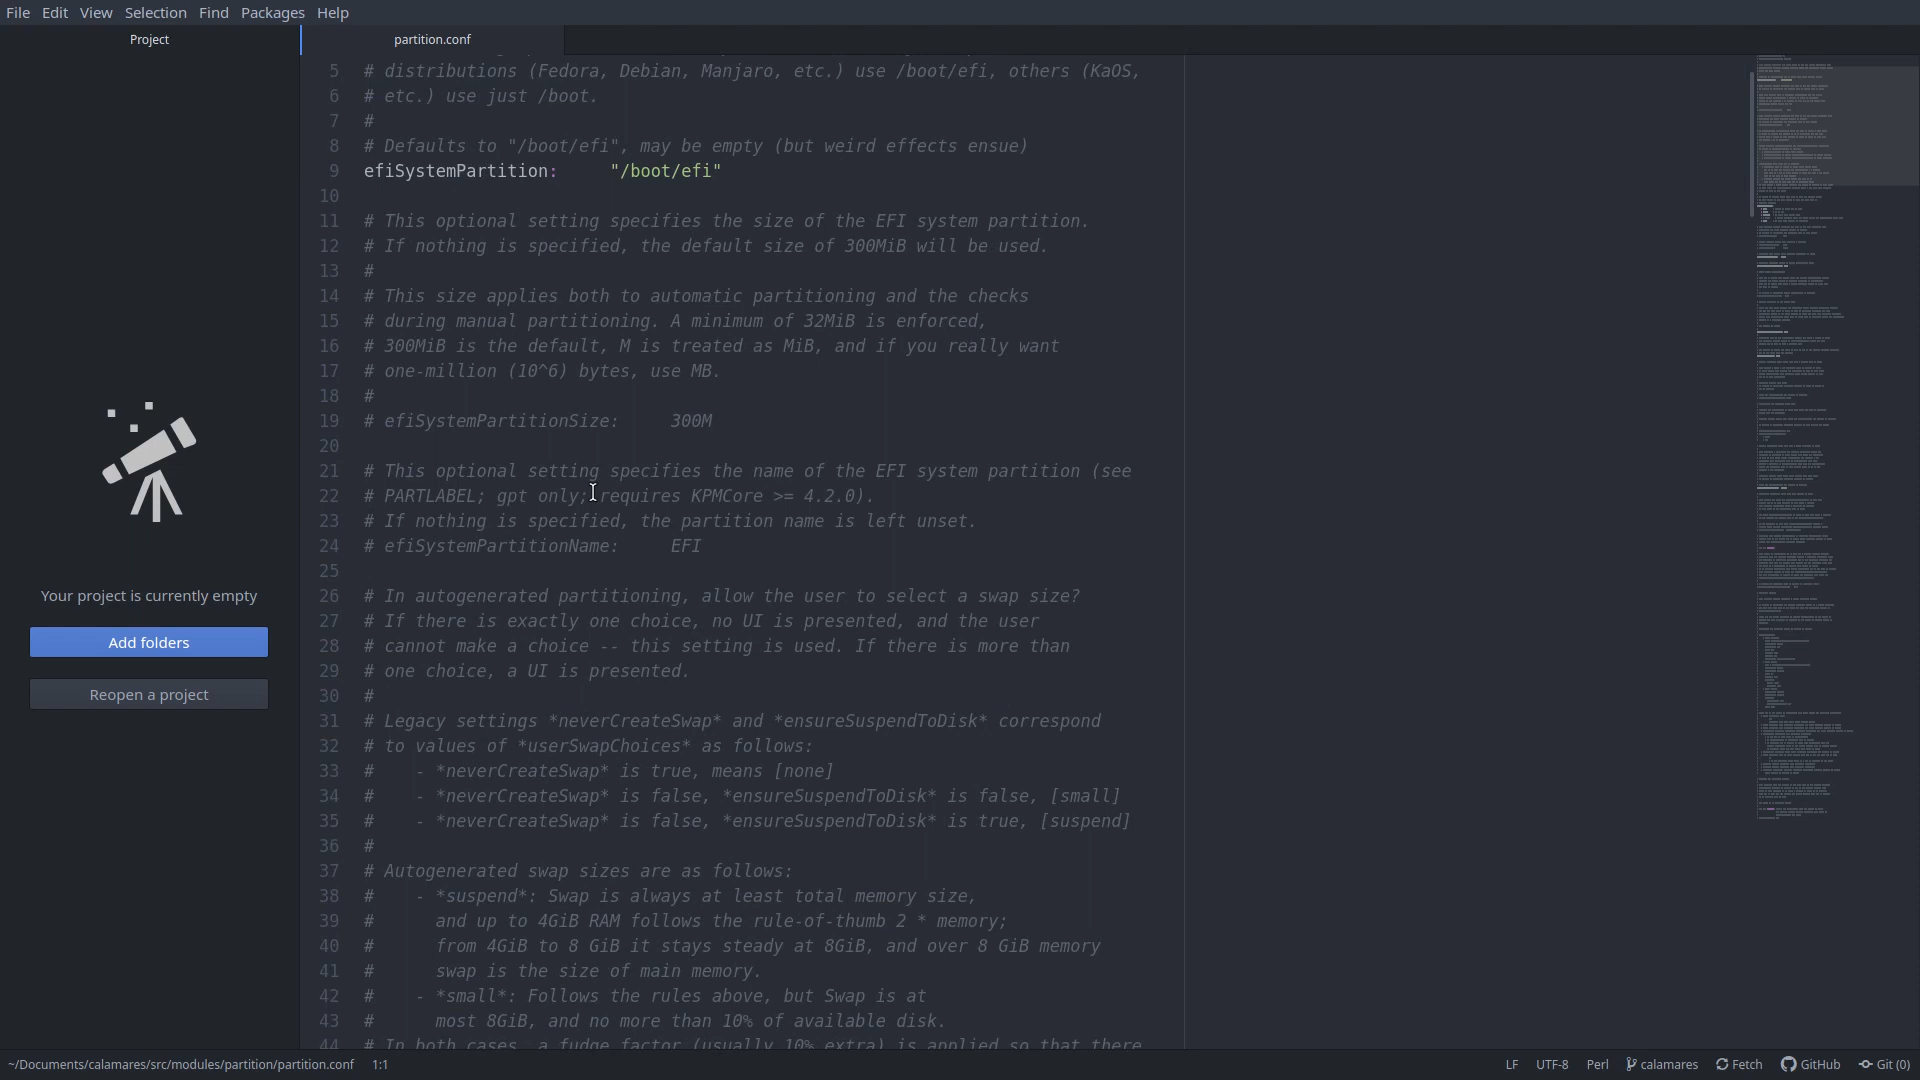 File Edit View Selection Find Packages Help
Project
partition.conf
5 # distributions (Fedora, Debian, Manjaro, etc.) use /boot/efi, others (KaOS,
6 # etc.) use just /boot.
7 #
8 # Defaults to "/boot/efi", may be empty (but weird effects ensue)
9 efiSystemPartition:     "/boot/efi"
10
11 # This optional setting specifies the size of the EFI system partition.
12 # If nothing is specified, the default size of 300MiB will be used.
13 #
14 # This size applies both to automatic partitioning and the checks
15 # during manual partitioning. A minimum of 32MiB is enforced,
16 # 300MiB is the default, M is treated as MiB, and if you really want
17 # one-million (10^6) bytes, use MB.
18 #
19 # efiSystemPartitionSize:     300M
20
21 # This optional setting specifies the name of the EFI system partition (see
22 # PARTLABEL; gpt only; requires KPMCore >= 4.2.0).
23 # If nothing is specified, the partition name is left unset.
24 # efiSystemPartitionName:     EFI
25
26 # In autogenerated partitioning, allow the user to select a swap size?
27 # If there is exactly one choice, no UI is presented, and the user
28 # cannot make a choice -- this setting is used. If there is more than
29 # one choice, a UI is presented.
30 #
31 # Legacy settings *neverCreateSwap* and *ensureSuspendToDisk* correspond
32 # to values of *userSwapChoices* as follows:
33 #    - *neverCreateSwap* is true, means [none]
34 #    - *neverCreateSwap* is false, *ensureSuspendToDisk* is false, [small]
35 #    - *neverCreateSwap* is false, *ensureSuspendToDisk* is true, [suspend]
36 #
37 # Autogenerated swap sizes are as follows:
38 #    - *suspend*: Swap is always at least total memory size,
39 #      and up to 4GiB RAM follows the rule-of-thumb 2 * memory;
40 #      from 4GiB to 8 GiB it stays steady at 8GiB, and over 8 GiB memory
41 #      swap is the size of main memory.
42 #    - *small*: Follows the rules above, but Swap is at
43 #      most 8GiB, and no more than 10% of available disk.
44 # In both cases, a fudge factor (usually 10% extra) is applied so that there
Your project is currently empty
Add folders
Reopen a project
~/Documents/calamares/src/modules/partition/partition.conf 1:1 LF UTF-8 Perl calamares Fetch GitHub Git (0)